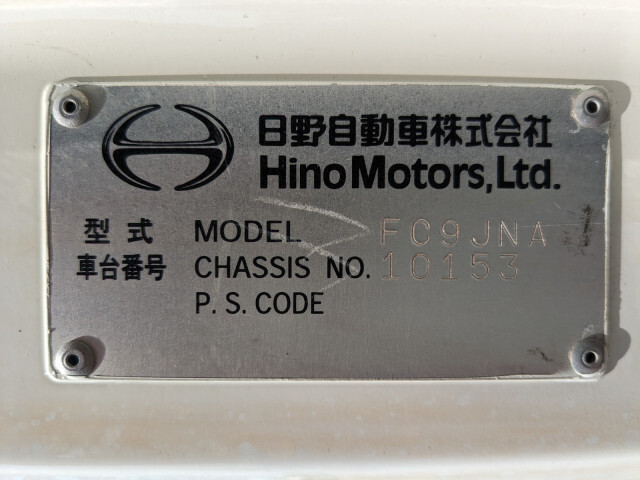 日野自動車株式会社
Hino Motors, Ltd.
型式 MODEL FC9JNA
車台番号 CHASSIS NO. 10153
P. S. CODE